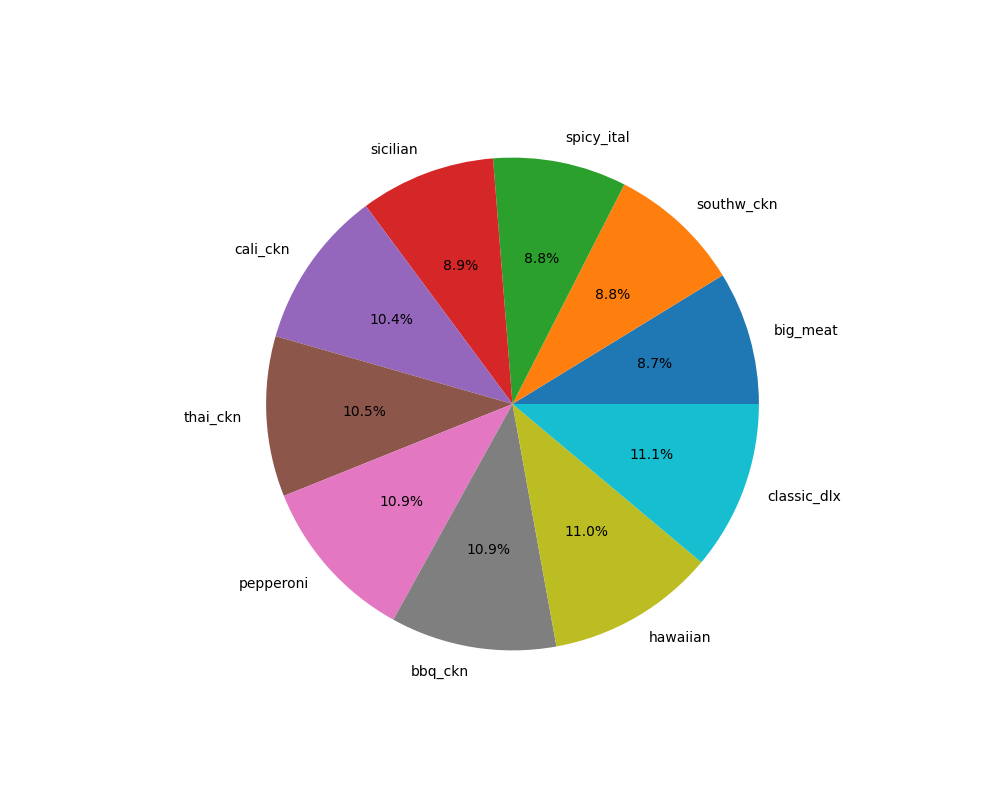 spicy_ital
sicilian
southw_ckn
cali_ckn
8.8%
8.9%
8.8%
10.4%
big_meat
8.7%
thai_ckn
10.5%
11.1%
classic_dlx
10.9%
11.0%
10.9%
pepperoni
hawaiian
bbq_ckn